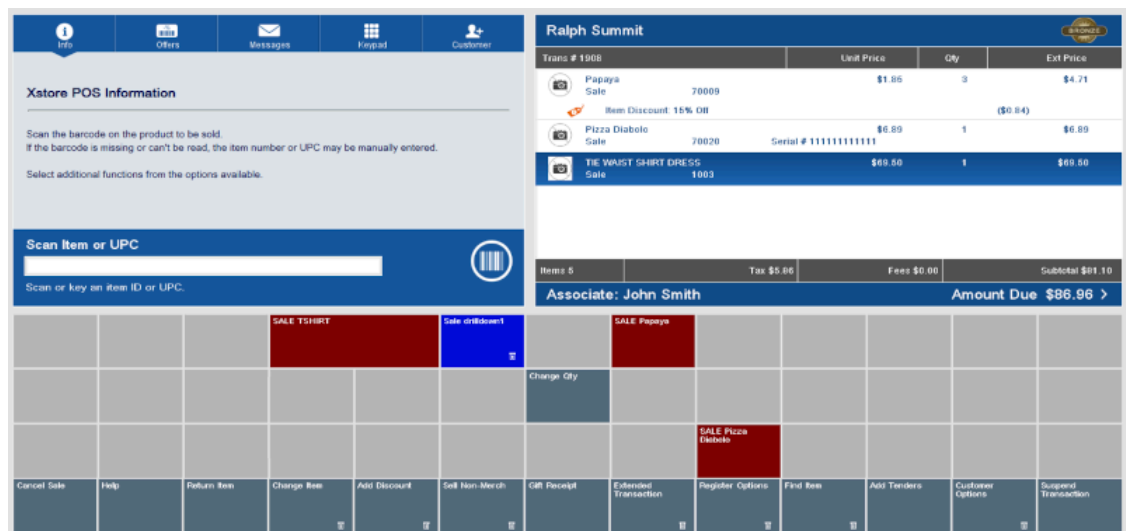 Info Offers Messages Keypad Customer
Xstore POS Information
Scan the barcode on the product to be sold.
If the barcode is missing or can't be read, the item number or UPC may be manually entered.
Select additional functions from the options available.
Scan Item or UPC
Scan or key an item ID or UPC.
Ralph Summit BRONZE
Trans # 1908 Unit Price Qty Ext Price
Papaya $1.85 3 $4.71
Sale 70009
Item Discount: 15% Off ($0.84)
Pizza Diabolo $6.89 1 $6.89
Sale 70020 Serial # 111111111111
TIE WAIST SHIRT DRESS $69.50 1 $69.50
Sale 1003
Items 5 Tax $5.86 Fees $0.00 Subtotal $81.10
Associate: John Smith Amount Due $86.96 >
SALE TSHIRT Sale drilldown1 SALE Papaya
Change Qty
SALE Pizza
Diabolo
Cancel Sale Help Return Item Change Item Add Discount Sell Non-Merch Gift Receipt Extended Register Options Find Item Add Tenders Customer Suspend
Transaction Options Transaction